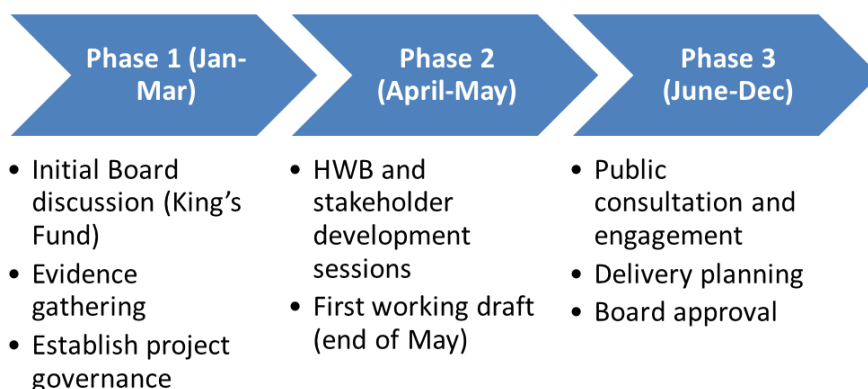 Phase 1 (Jan-
Mar)
• Initial Board
discussion (King's
Fund)
• Evidence
gathering
• Establish project
governance
Phase 2
(April-May)
• HWB and
stakeholder
development
sessions
• First working draft
(end of May)
Phase 3
(June-Dec)
• Public
consultation and
engagement
• Delivery planning
• Board approval